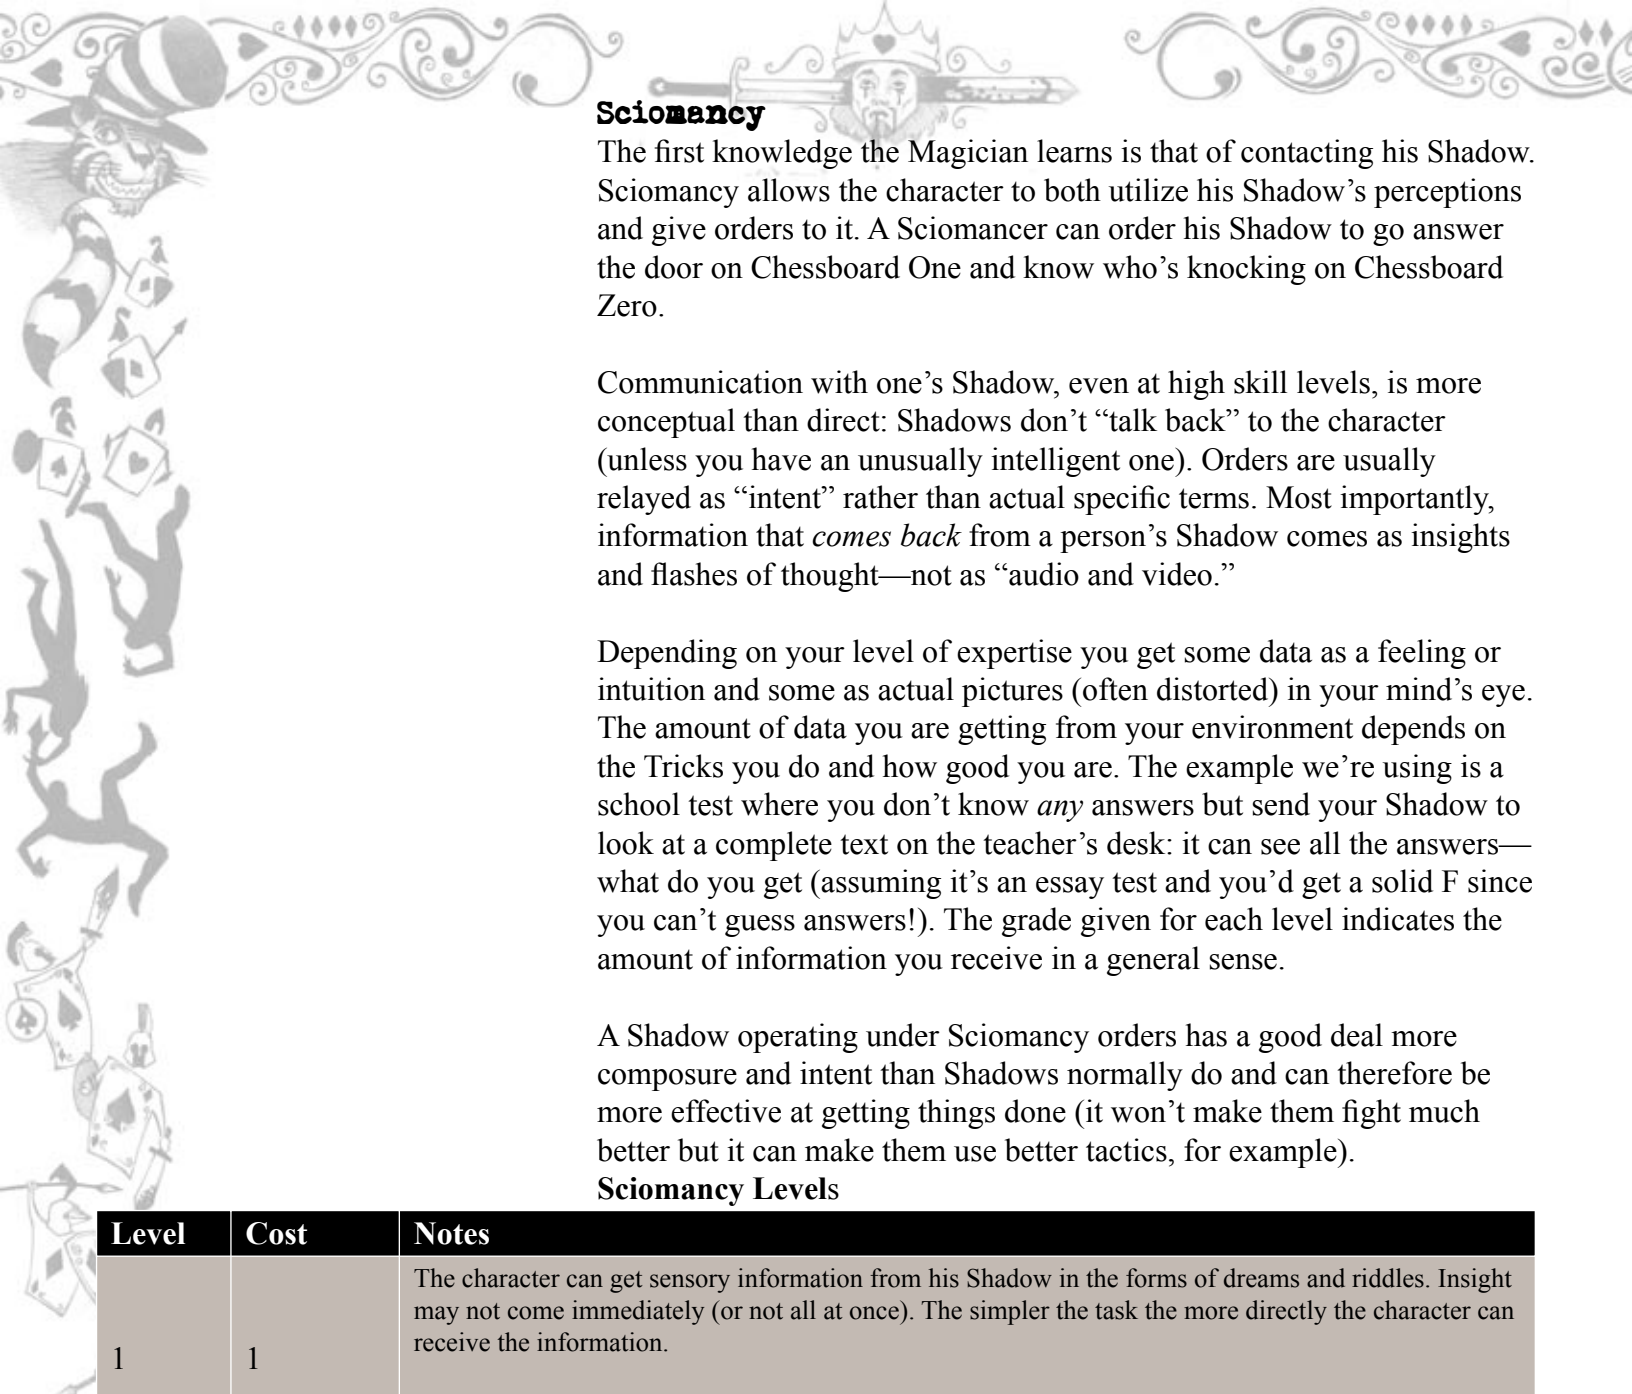 Sciomancy
The first knowledge the Magician learns is that of contacting his Shadow.
Sciomancy allows the character to both utilize his Shadow’s perceptions
and give orders to it. A Sciomancer can order his Shadow to go answer
the door on Chessboard One and know who’s knocking on Chessboard
Zero.
Communication with one’s Shadow, even at high skill levels, is more
conceptual than direct: Shadows don’t “talk back” to the character
(unless you have an unusually intelligent one). Orders are usually
relayed as “intent” rather than actual specific terms. Most importantly,
information that comes back from a person’s Shadow comes as insights
and flashes of thought—not as “audio and video.”
Depending on your level of expertise you get some data as a feeling or
intuition and some as actual pictures (often distorted) in your mind’s eye.
The amount of data you are getting from your environment depends on
the Tricks you do and how good you are. The example we’re using is a
school test where you don’t know any answers but send your Shadow to
look at a complete text on the teacher’s desk: it can see all the answers—
what do you get (assuming it’s an essay test and you’d get a solid F since
you can’t guess answers!). The grade given for each level indicates the
amount of information you receive in a general sense.
A Shadow operating under Sciomancy orders has a good deal more
composure and intent than Shadows normally do and can therefore be
more effective at getting things done (it won’t make them fight much
better but it can make them use better tactics, for example).
Sciomancy Levels
Level Cost Notes
The character can get sensory information from his Shadow in the forms of dreams and riddles. Insight
may not come immediately (or not all at once). The simpler the task the more directly the character can
receive the information.
1 1